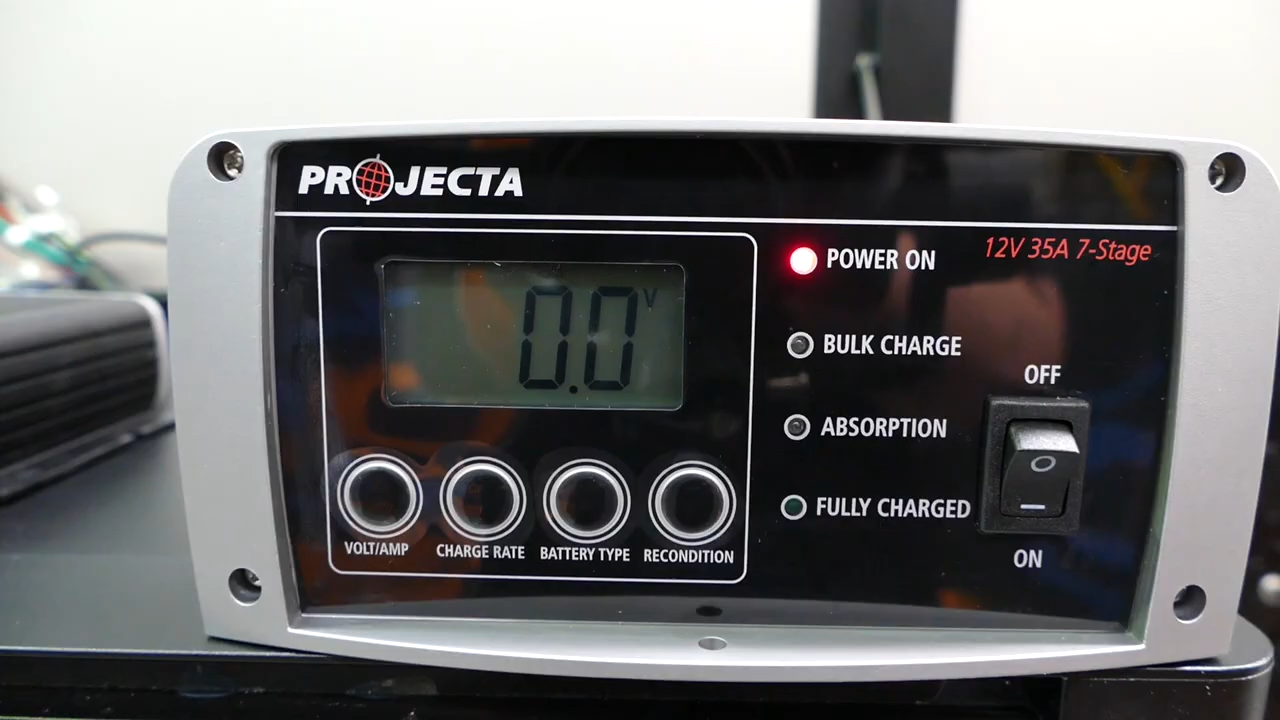 PROJECTA
12V 35A 7-Stage
0.0 V
POWER ON
BULK CHARGE
ABSORPTION
FULLY CHARGED
OFF
ON
VOLT/AMP
CHARGE RATE
BATTERY TYPE
RECONDITION